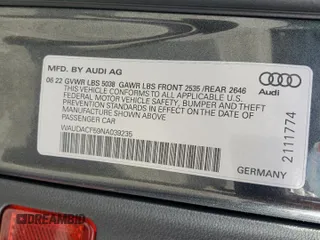 MFD. BY AUDI AG
06 22 GVWR LBS 5038 GAWR LBS FRONT 2535 /REAR 2646
THIS VEHICLE CONFORMS TO ALL APPLICABLE U.S.
FEDERAL MOTOR VEHICLE SAFETY, BUMPER AND THEFT
PREVENTION STANDARDS IN EFFECT ON THE DATE OF
MANUFACTURE SHOWN ABOVE.
PASSENGER CAR
WAUDACF59NA039235
GERMANY
Audi
2111774
DREAMBID